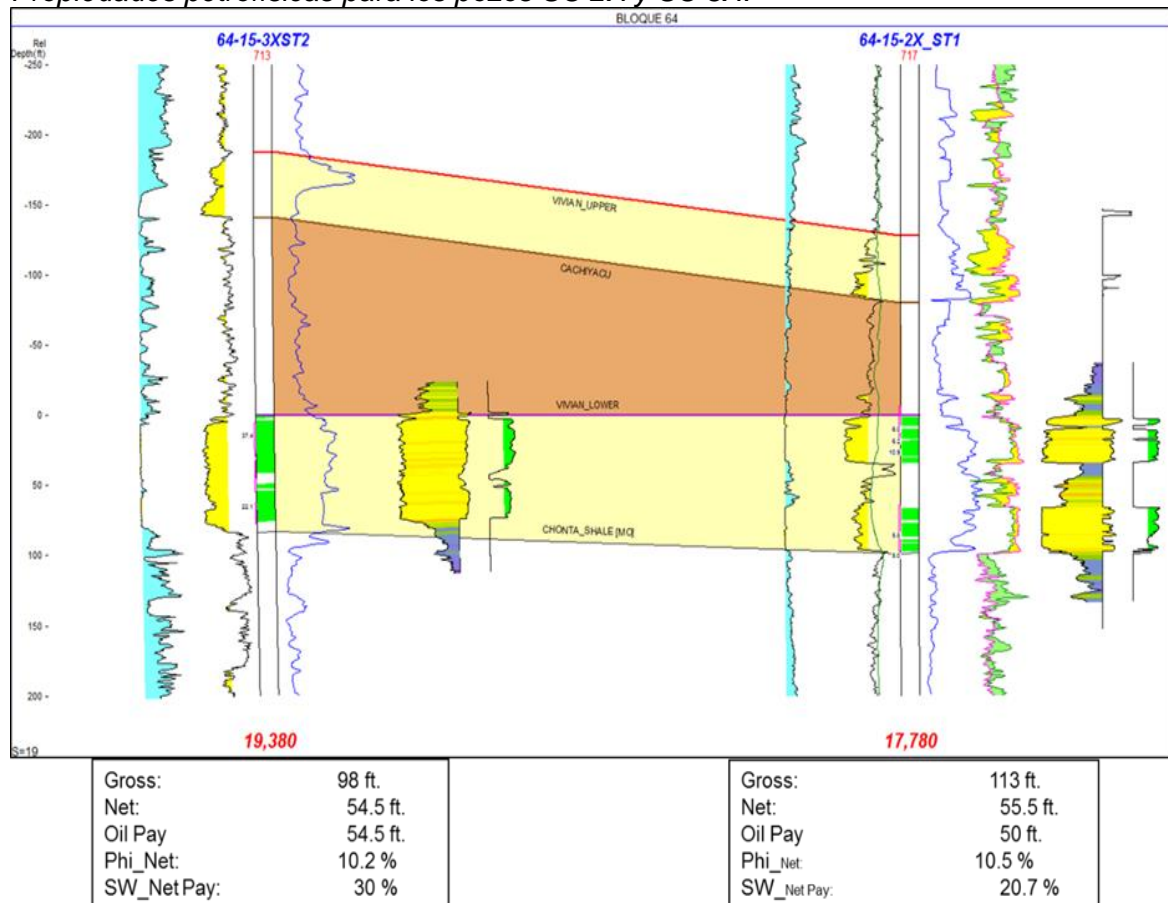 Propiedades petrofísicas para los pozos SS-2X y SS-3X.
BLOQUE 64
64-15-3XST2
64-15-2X_ST1
Rel
Depth(ft)
713
717
-250
-200
-150
-100
-50
0
50
100
150
200
VIVIAN_UPPER
CACHIYACU
VIVIAN_LOWER
CHONTA_SHALE [MO]
19,380
17,780
S=19
Gross: 98 ft.
Net: 54.5 ft.
Oil Pay 54.5 ft.
Phi_Net: 10.2 %
SW_Net Pay: 30 %
Gross: 113 ft.
Net: 55.5 ft.
Oil Pay 50 ft.
Phi_Net: 10.5 %
SW_Net Pay: 20.7 %